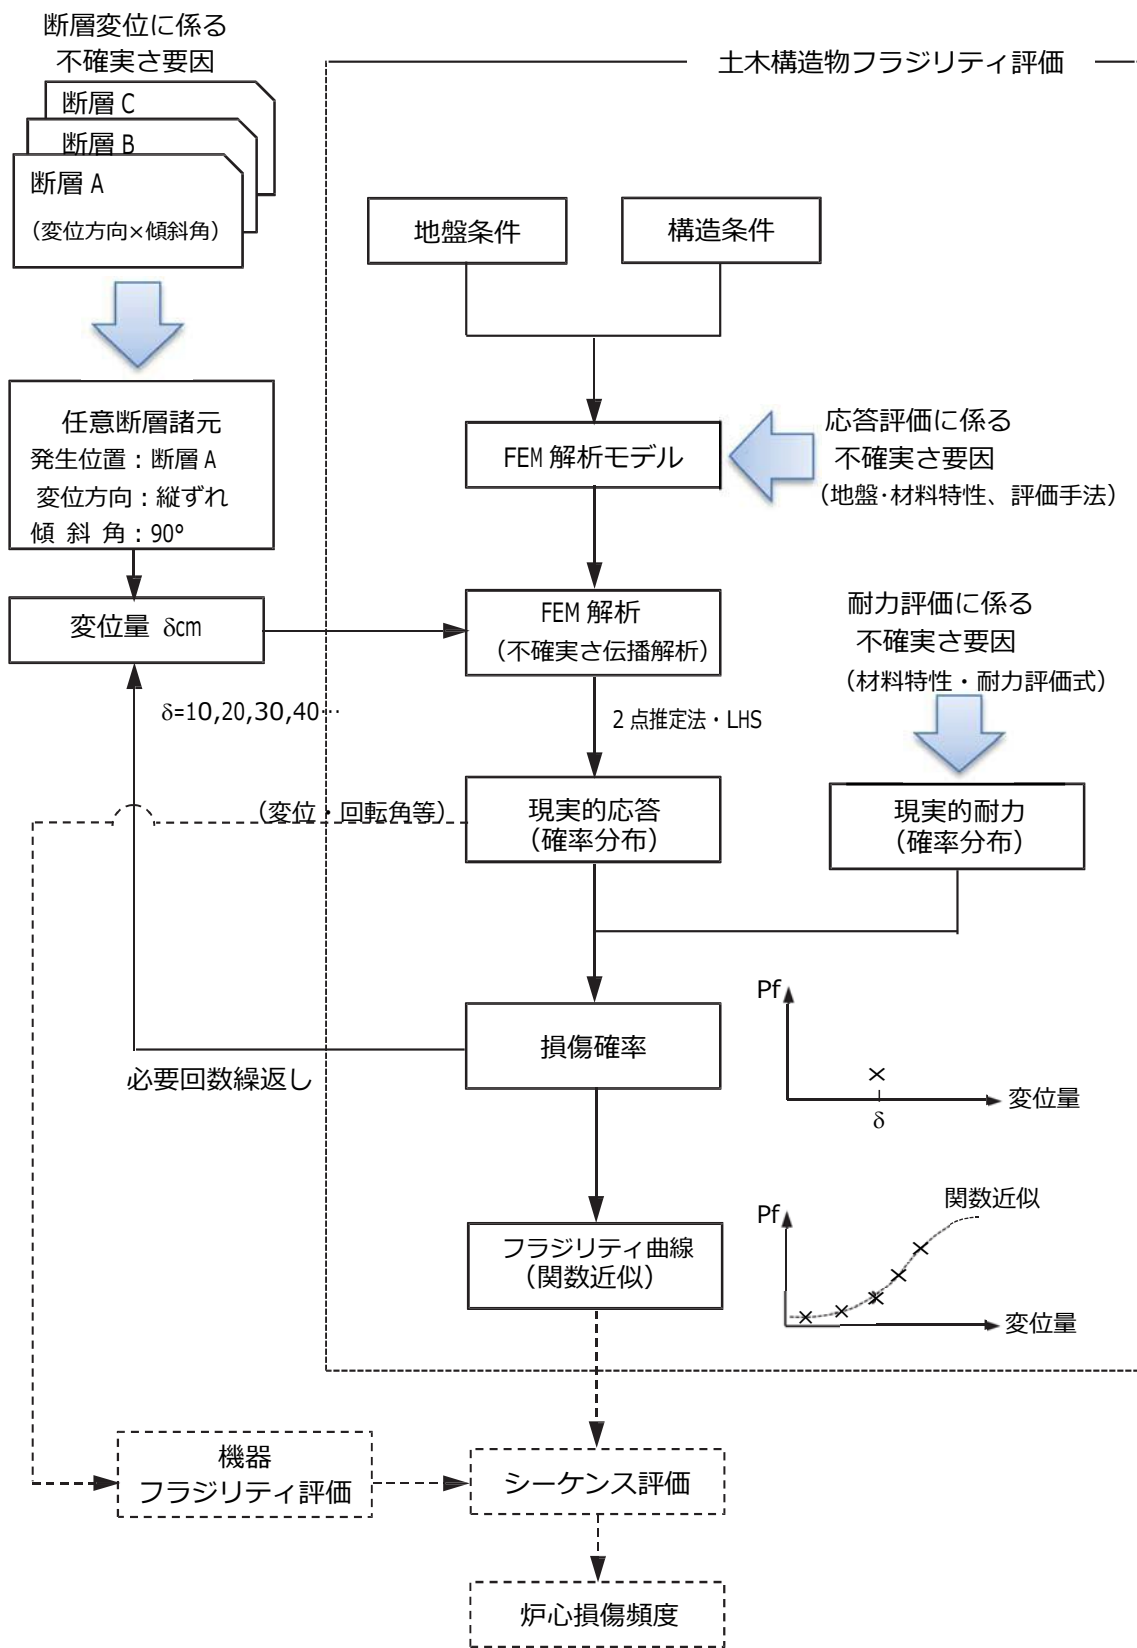 断層変位に係る
不確実さ要因
土木構造物フラジリティ評価
断層 C
断層 B
断層 A
（変位方向×傾斜角）
地盤条件
構造条件
任意断層諸元
発生位置：断層 A
変位方向：縦ずれ
傾 斜 角：90°
FEM 解析モデル
応答評価に係る
不確実さ要因
（地盤・材料特性、評価手法）
変位量 δcm
FEM 解析
（不確実さ伝播解析）
耐力評価に係る
不確実さ要因
（材料特性・耐力評価式）
δ=10,20,30,40…
2 点推定法・LHS
（変位・回転角等）
現実的応答
（確率分布）
現実的耐力
（確率分布）
損傷確率
必要回数繰返し
Pf
変位量
δ
フラジリティ曲線
（関数近似）
関数近似
Pf
変位量
機器
フラジリティ評価
シーケンス評価
炉心損傷頻度